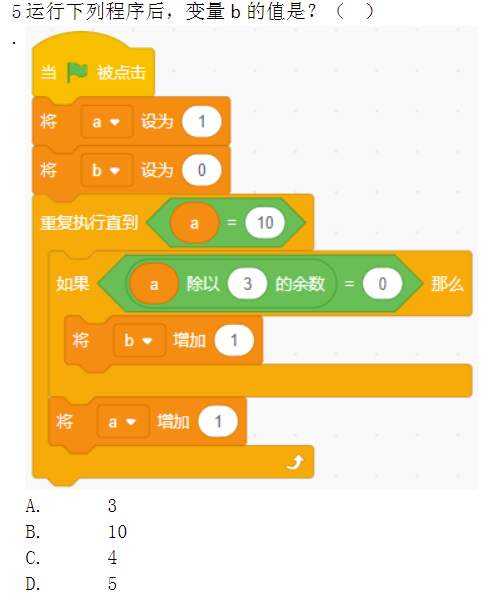 5运行下列程序后，变量 b 的值是？（ ）
.
当 被点击
将 a 设为 1
将 b 设为 0
重复执行直到 a = 10
如果 a 除以 3 的余数 = 0 那么
将 b 增加 1
将 a 增加 1
A. 3
B. 10
C. 4
D. 5